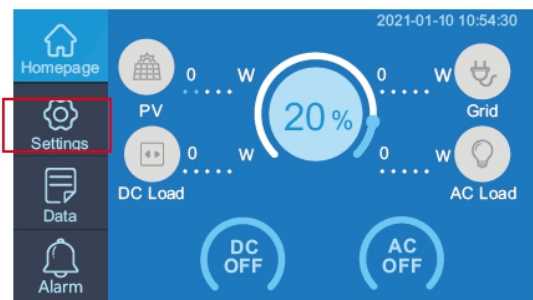 2021-01-10 10:54:30
Homepage
Settings
Data
Alarm
0 W
PV
0 W
DC Load
20 %
0 W
Grid
0 W
AC Load
DC
OFF
AC
OFF